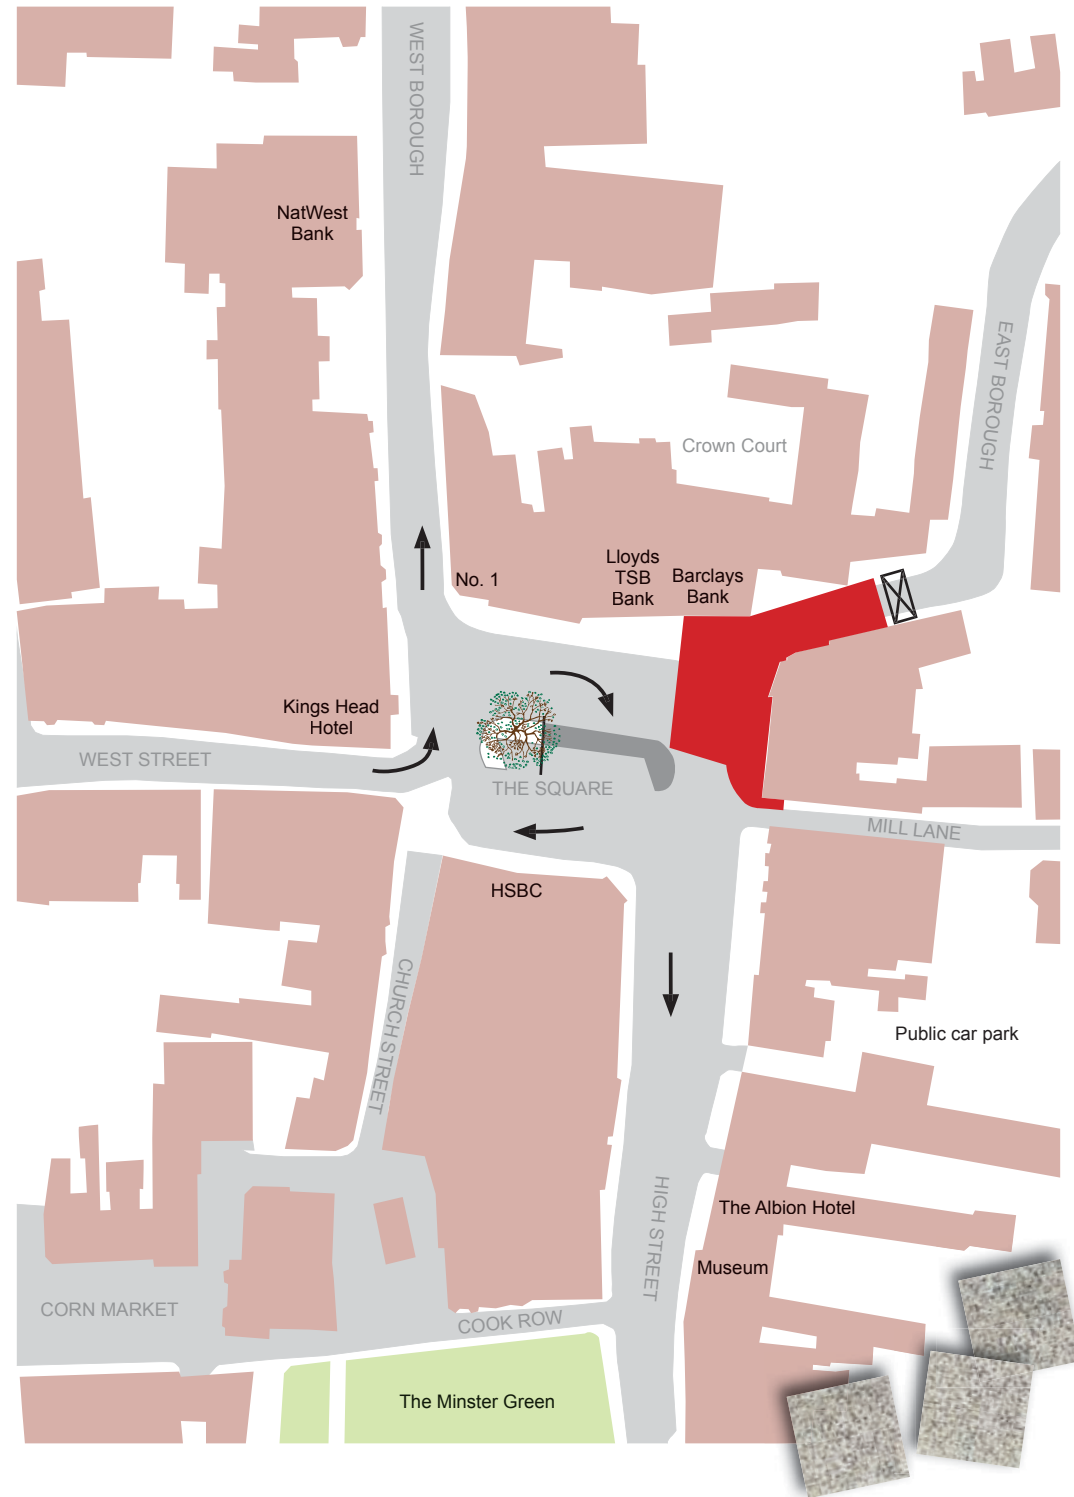 WEST BOROUGH
NatWest
Bank
EAST BOROUGH
Crown Court
Lloyds
TSB
Bank
Barclays
Bank
No. 1
Kings Head
Hotel
WEST STREET
THE SQUARE
MILL LANE
HSBC
CHURCH STREET
Public car park
HIGH STREET
The Albion Hotel
Museum
CORN MARKET
COOK ROW
The Minster Green